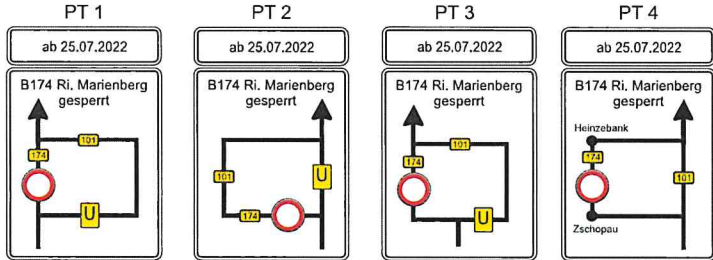 PT 1
ab 25.07.2022
B174 Ri. Marienberg
gesperrt
101
174
U
PT 2
ab 25.07.2022
B174 Ri. Marienberg
gesperrt
101
U
174
PT 3
ab 25.07.2022
B174 Ri. Marienberg
gesperrt
101
174
U
PT 4
ab 25.07.2022
B174 Ri. Marienberg
gesperrt
Heinzebank
174
101
Zschopau